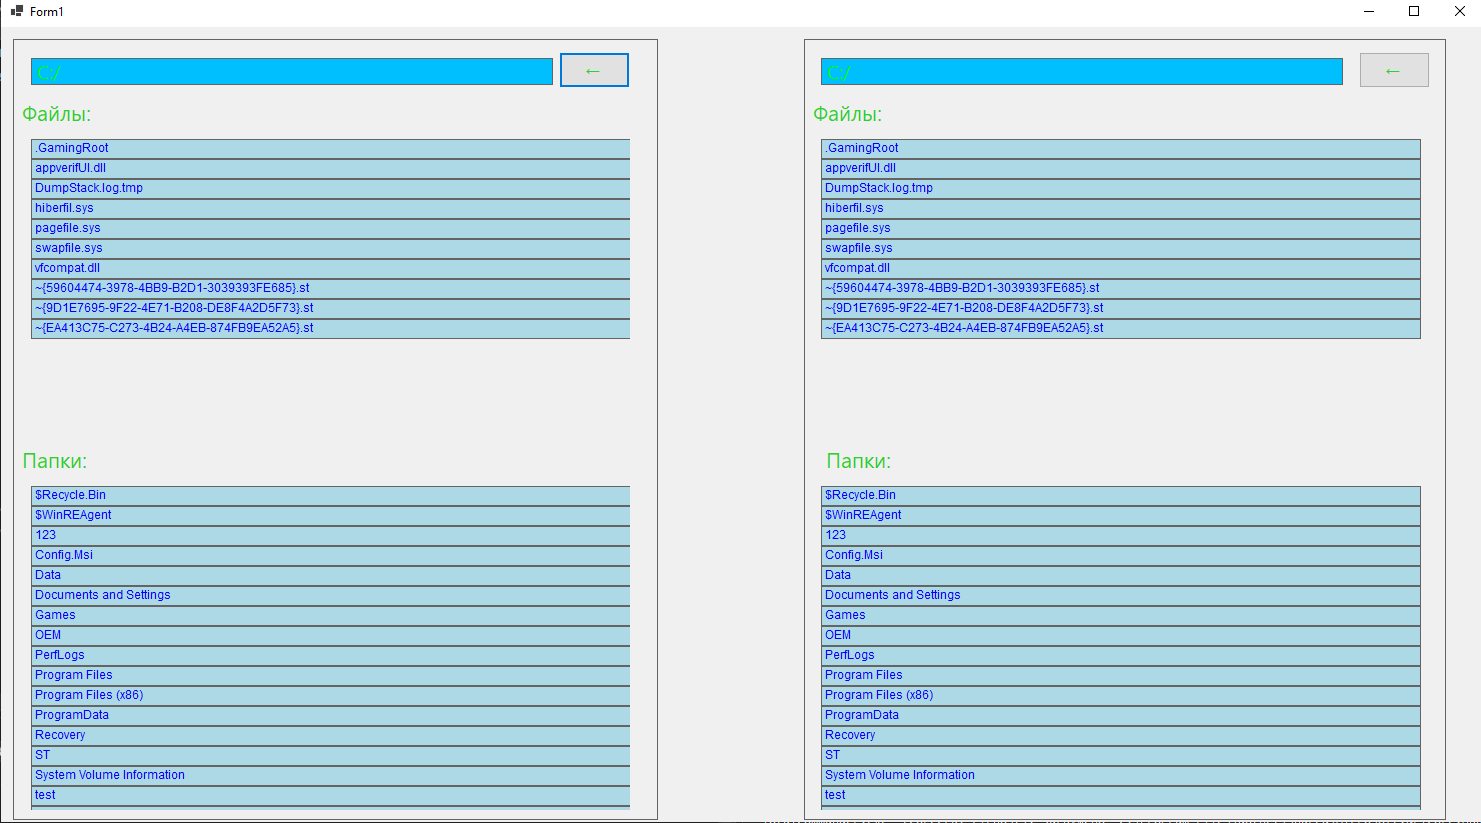 Form1
C:/
←
Файлы:
.GamingRoot
appverifUI.dll
DumpStack.log.tmp
hiberfil.sys
pagefile.sys
swapfile.sys
vfcompat.dll
~{59604474-3978-4BB9-B2D1-3039393FE685}.st
~{9D1E7695-9F22-4E71-B208-DE8F4A2D5F73}.st
~{EA413C75-C273-4B24-A4EB-874FB9EA52A5}.st
Папки:
$Recycle.Bin
$WinREAgent
123
Config.Msi
Data
Documents and Settings
Games
OEM
PerfLogs
Program Files
Program Files (x86)
ProgramData
Recovery
ST
System Volume Information
test
C:/
←
Файлы:
.GamingRoot
appverifUI.dll
DumpStack.log.tmp
hiberfil.sys
pagefile.sys
swapfile.sys
vfcompat.dll
~{59604474-3978-4BB9-B2D1-3039393FE685}.st
~{9D1E7695-9F22-4E71-B208-DE8F4A2D5F73}.st
~{EA413C75-C273-4B24-A4EB-874FB9EA52A5}.st
Папки:
$Recycle.Bin
$WinREAgent
123
Config.Msi
Data
Documents and Settings
Games
OEM
PerfLogs
Program Files
Program Files (x86)
ProgramData
Recovery
ST
System Volume Information
test